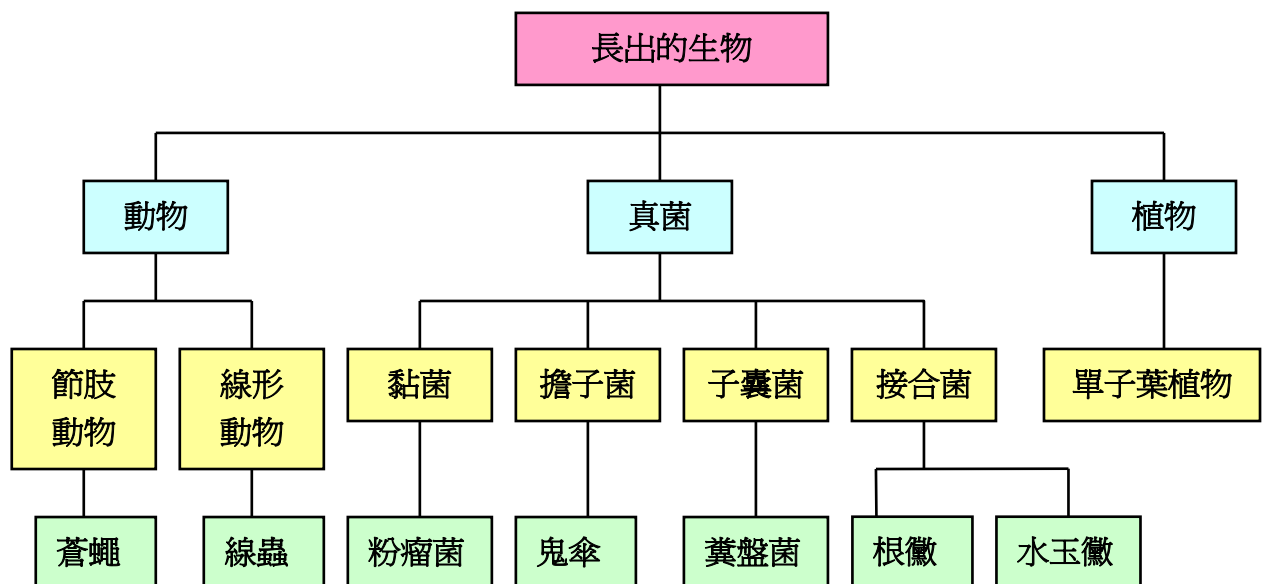 長出的生物
動物
真菌
植物
節肢
動物
線形
動物
黏菌
擔子菌
子囊菌
接合菌
單子葉植物
蒼蠅
線蟲
粉瘤菌
鬼傘
糞盤菌
根黴
水玉黴